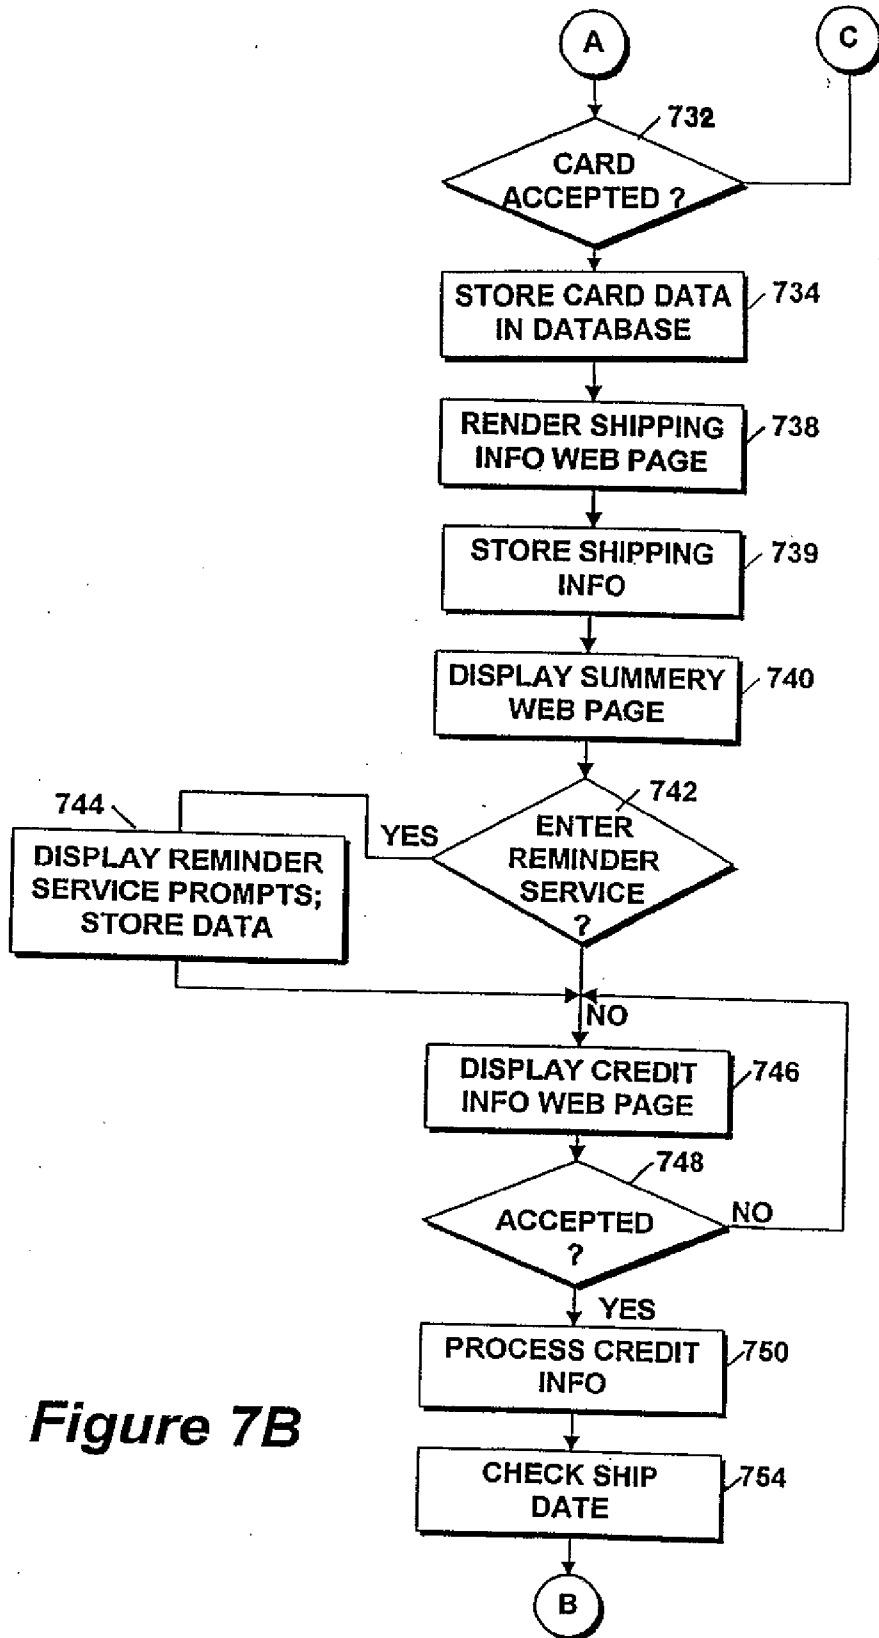 A
C
732
CARD
ACCEPTED ?
STORE CARD DATA
IN DATABASE
734
RENDER SHIPPING
INFO WEB PAGE
738
STORE SHIPPING
INFO
739
DISPLAY SUMMERY
WEB PAGE
740
742
ENTER
REMINDER
SERVICE
?
YES
744
DISPLAY REMINDER
SERVICE PROMPTS;
STORE DATA
NO
DISPLAY CREDIT
INFO WEB PAGE
746
748
ACCEPTED
?
NO
YES
PROCESS CREDIT
INFO
750
Figure 7B
CHECK SHIP
DATE
754
B